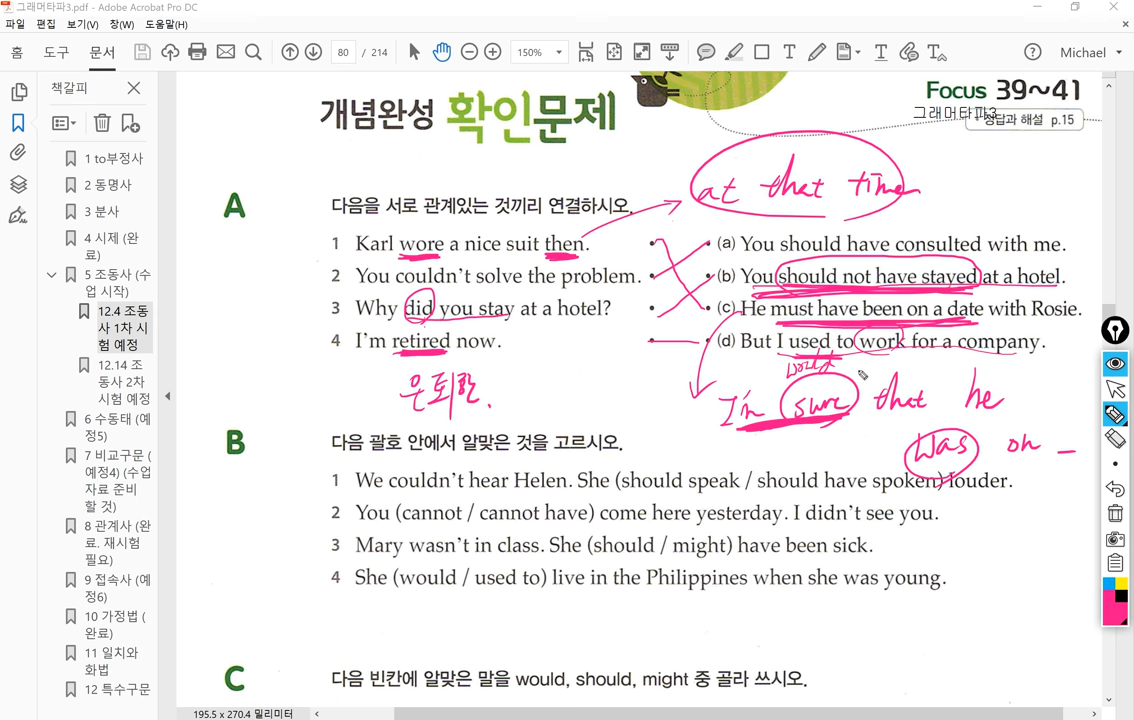 그래머타파3.pdf - Adobe Acrobat Pro DC
파일 편집 보기(V) 창(W) 도움말(H)
홈 도구 문서 80 / 214 150% Michael
책갈피
1 to부정사
2 동명사
3 분사
4 시제 (완료)
5 조동사 (수업 시작)
12.4 조동사 1차 시험 예정
12.14 조동사 2차 시험 예정
6 수동태 (예정5)
7 비교구문 (예정4) (수업 자료 준비 할 것)
8 관계사 (완료. 재시험 필요)
9 접속사 (예정6)
10 가정법 (완료)
11 일치와 화법
12 특수구문
개념완성 확인문제
Focus 39~41
그래머타파3
정답과 해설 p.15
at that time
A 다음을 서로 관계있는 것끼리 연결하시오.
1 Karl wore a nice suit then. • • (a) You should have consulted with me.
2 You couldn't solve the problem. • • (b) You should not have stayed at a hotel.
3 Why did you stay at a hotel? • • (c) He must have been on a date with Rosie.
4 I'm retired now. • • (d) But I used to work for a company.
would
은퇴한.
I'm sure that he
was on
B 다음 괄호 안에서 알맞은 것을 고르시오.
1 We couldn't hear Helen. She (should speak / should have spoken) louder.
2 You (cannot / cannot have) come here yesterday. I didn't see you.
3 Mary wasn't in class. She (should / might) have been sick.
4 She (would / used to) live in the Philippines when she was young.
C 다음 빈칸에 알맞은 말을 would, should, might 중 골라 쓰시오.
195.5 x 270.4 밀리미터